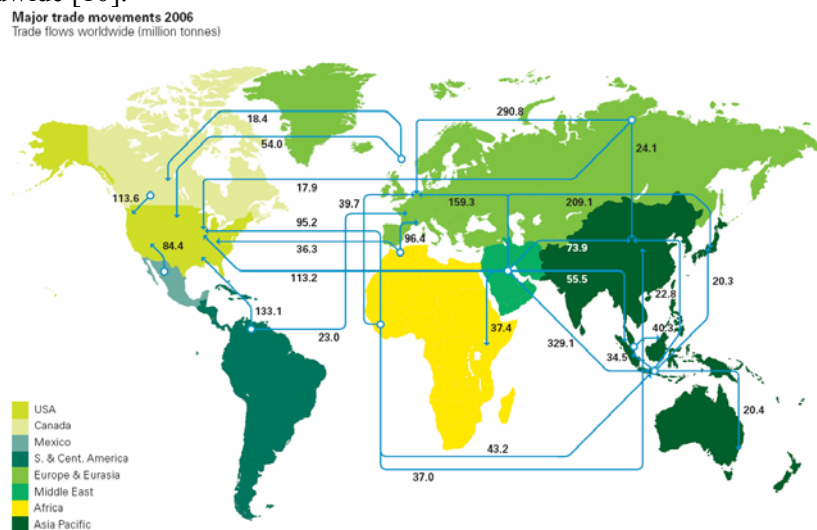 Major trade movements 2006
Trade flows worldwide (million tonnes)
18.4
54.0
290.8
24.1
17.9
113.6
39.7
159.3
209.1
95.2
36.3
96.4
73.9
84.4
113.2
55.5
20.3
22.8
133.1
23.0
37.4
329.1
40.3
34.5
20.4
43.2
37.0
USA
Canada
Mexico
S. & Cent. America
Europe & Eurasia
Middle East
Africa
Asia Pacific